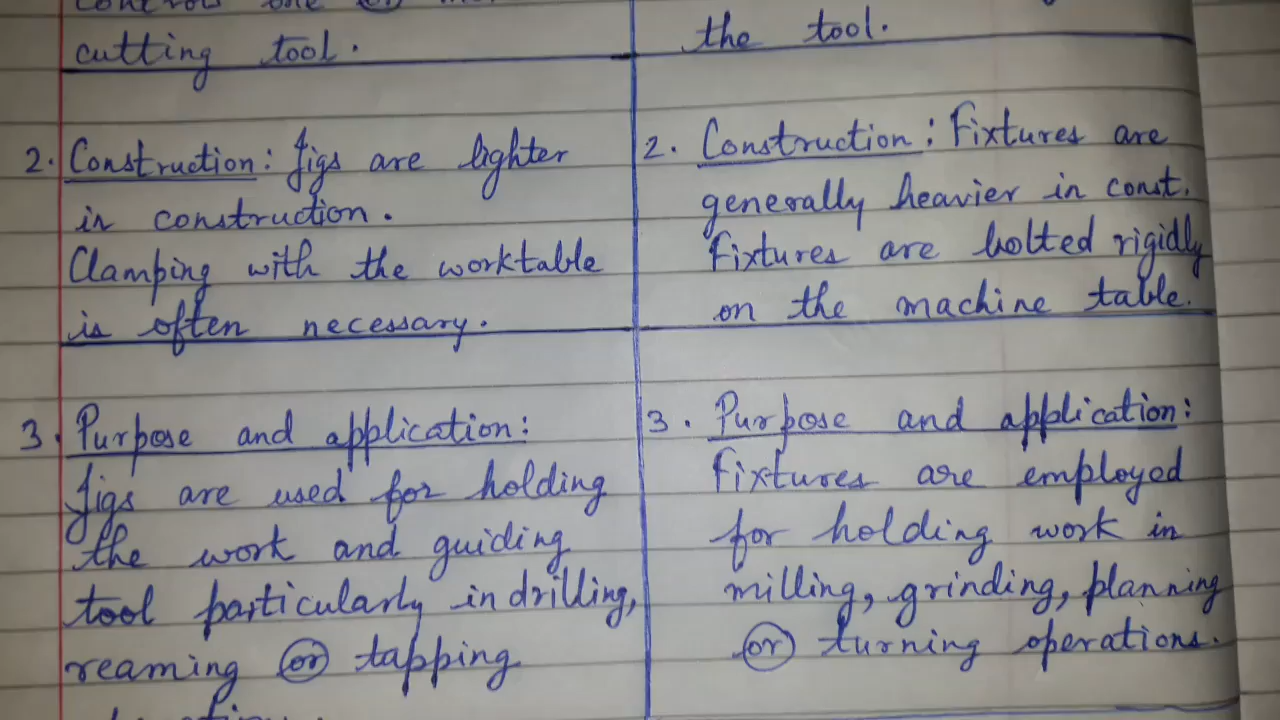 cutting tool.
2. Construction: Jigs are lighter
in construction.
Clamping with the worktable
is often necessary.
3. Purpose and application:
Jigs are used for holding
the work and guiding
tool particularly in drilling,
reaming or tapping
the tool.
2. Construction: Fixtures are
generally heavier in const.
Fixtures are bolted rigidly
on the machine table.
3. Purpose and application:
Fixtures are employed
for holding work in
milling, grinding, planning
or turning operations.